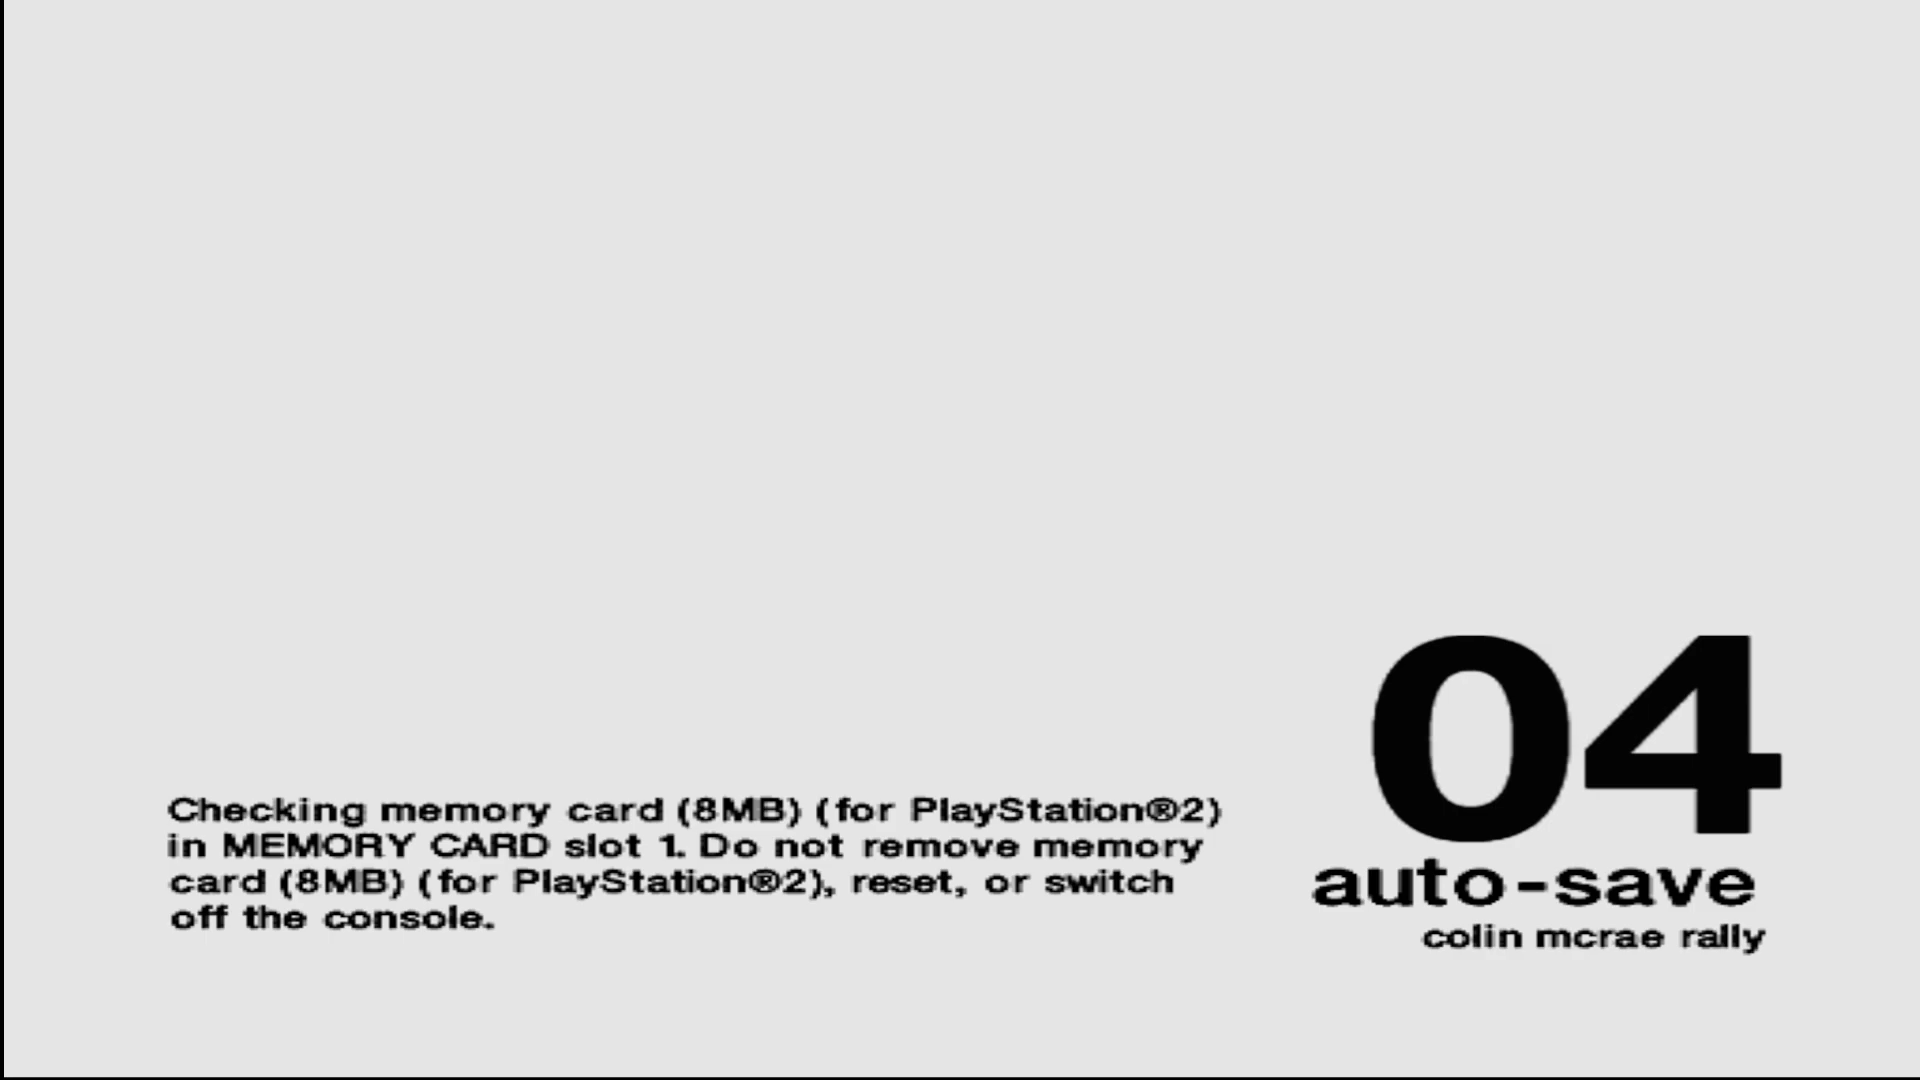 Checking memory card (8MB) (for PlayStation®2)
in MEMORY CARD slot 1. Do not remove memory
card (8MB) (for PlayStation®2), reset, or switch
off the console.
04
auto-save
colin mcrae rally